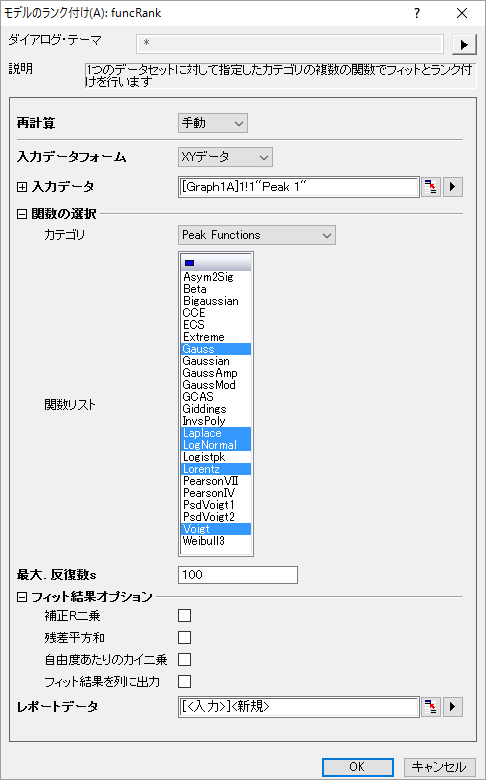 モデルのランク付け(A): funcRank
?
ダイアログ・テーマ
*
説明
1つのデータセットに対して指定したカテゴリの複数の関数でフィットとランク付
けを行います
再計算
手動
入力データフォーム
XYデータ
入力データ
[Graph1A]1!1"Peak 1"
関数の選択
カテゴリ
Peak Functions
関数リスト
Asym2Sig
Beta
Bigaussian
CCE
ECS
Extreme
Gauss
Gaussian
GaussAmp
GaussMod
GCAS
Giddings
InvsPoly
Laplace
LogNormal
Logistpk
Lorentz
PearsonVII
PearsonIV
PsdVoigt1
PsdVoigt2
Voigt
Weibull3
最大. 反復数s
100
フィット結果オプション
補正R二乗
残差平方和
自由度あたりのカイ二乗
フィット結果を列に出力
レポートデータ
[<入力>]<新規>
OK
キャンセル